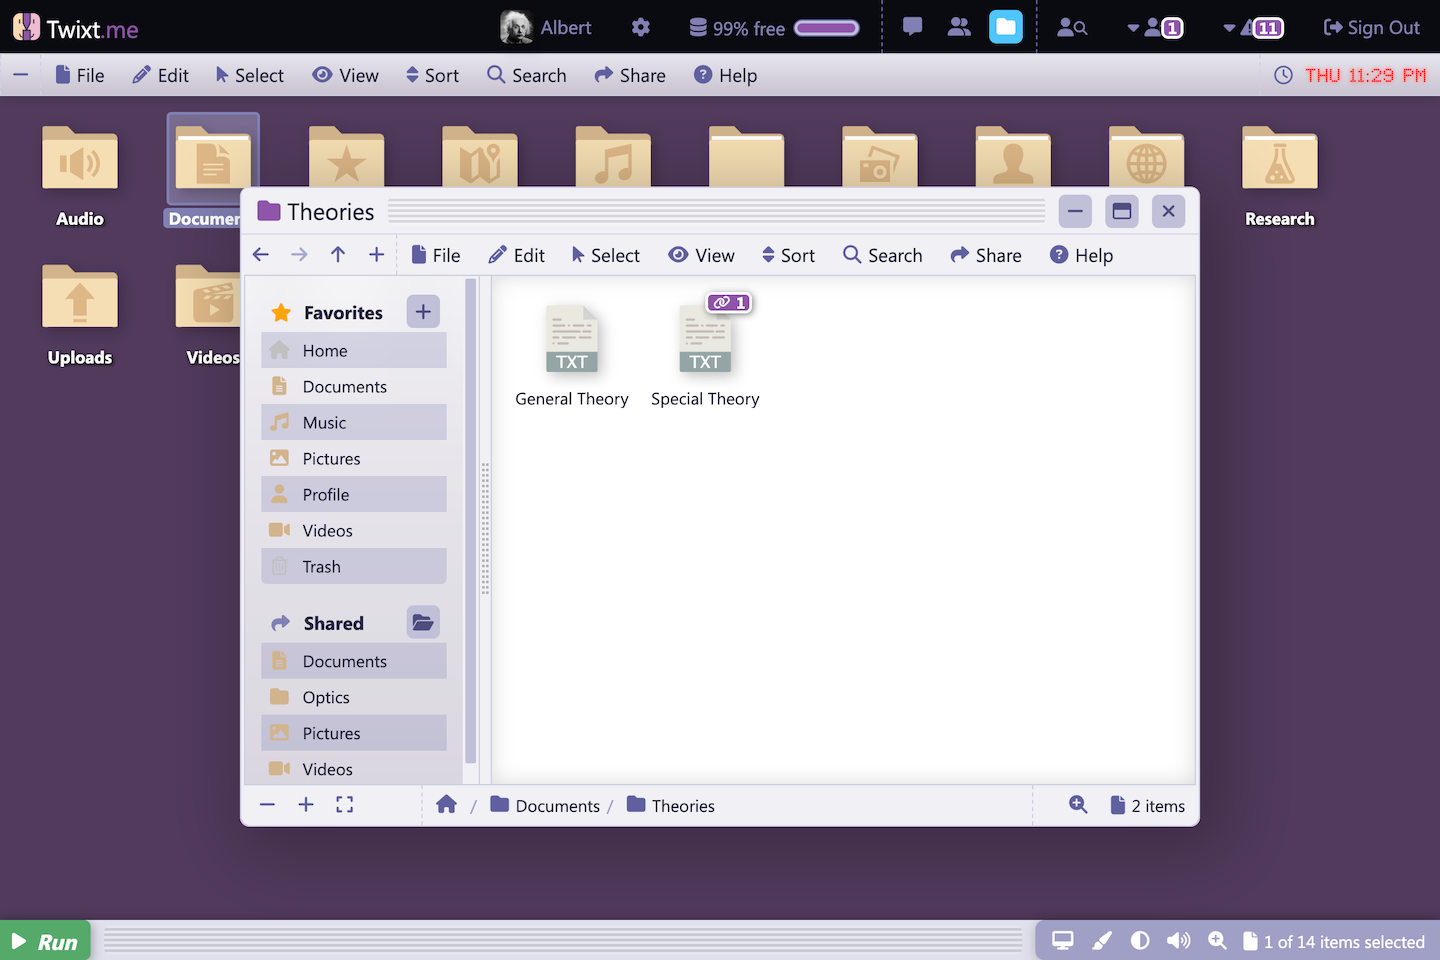 Twixt.me
Albert
99% free
1
11
Sign Out
File
Edit
Select
View
Sort
Search
Share
Help
THU 11:29 PM
Audio
Research
Uploads
Videos
Theories
File
Edit
Select
View
Sort
Search
Share
Help
Favorites
Home
Documents
Music
Pictures
Profile
Videos
Trash
Shared
Documents
Optics
Pictures
Videos
TXT
General Theory
1
TXT
Special Theory
/ Documents / Theories
2 items
Run
1 of 14 items selected